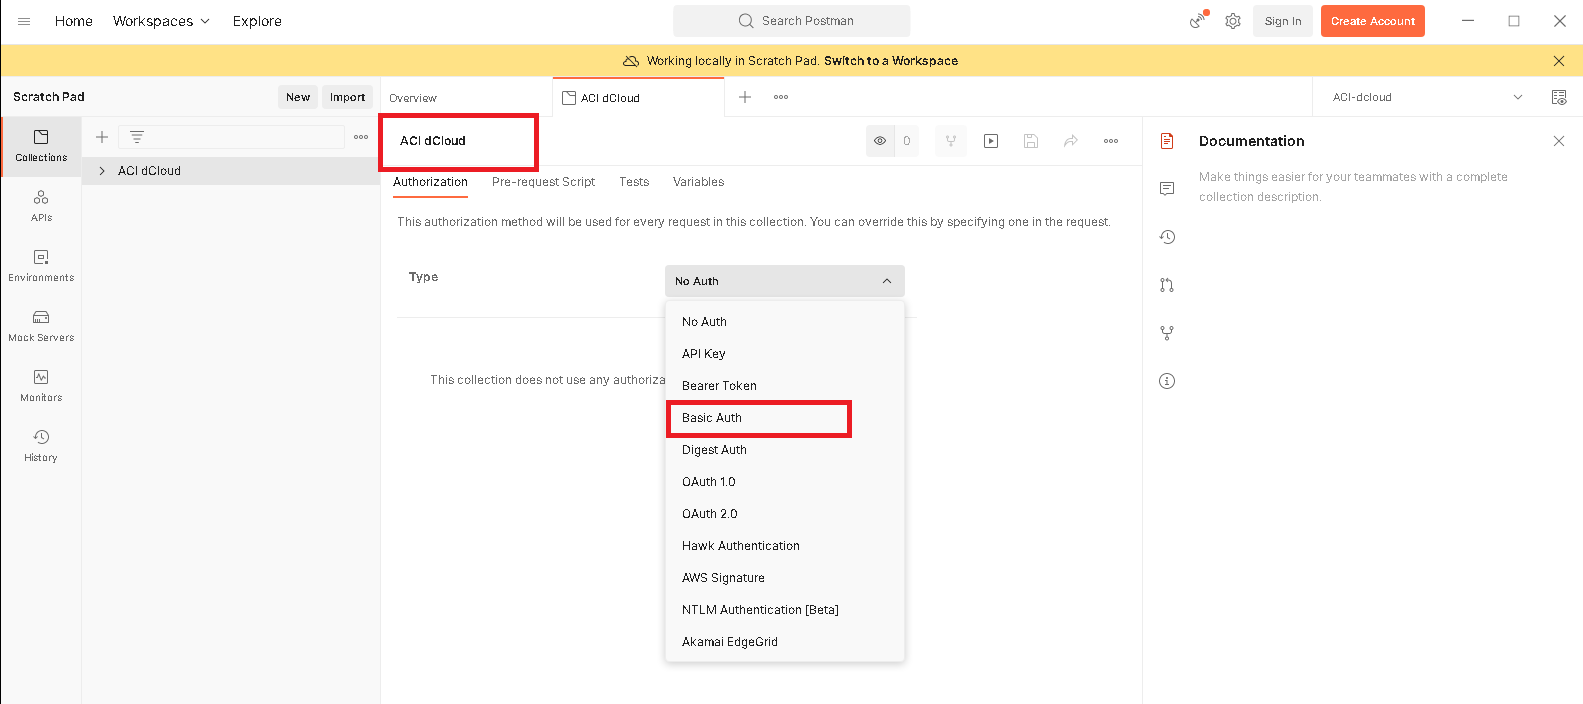 Home Workspaces Explore Search Postman Sign In Create Account
Working locally in Scratch Pad. Switch to a Workspace
Scratch Pad New Import Overview ACI dCloud ACI-dcloud
Collections
APIs
Environments
Mock Servers
Monitors
History
ACI dCloud
ACI dCloud 0
Authorization Pre-request Script Tests Variables
This authorization method will be used for every request in this collection. You can override this by specifying one in the request.
Type No Auth
This collection does not use any authoriza
No Auth
API Key
Bearer Token
Basic Auth
Digest Auth
OAuth 1.0
OAuth 2.0
Hawk Authentication
AWS Signature
NTLM Authentication [Beta]
Akamai EdgeGrid
Documentation
Make things easier for your teammates with a complete
collection description.